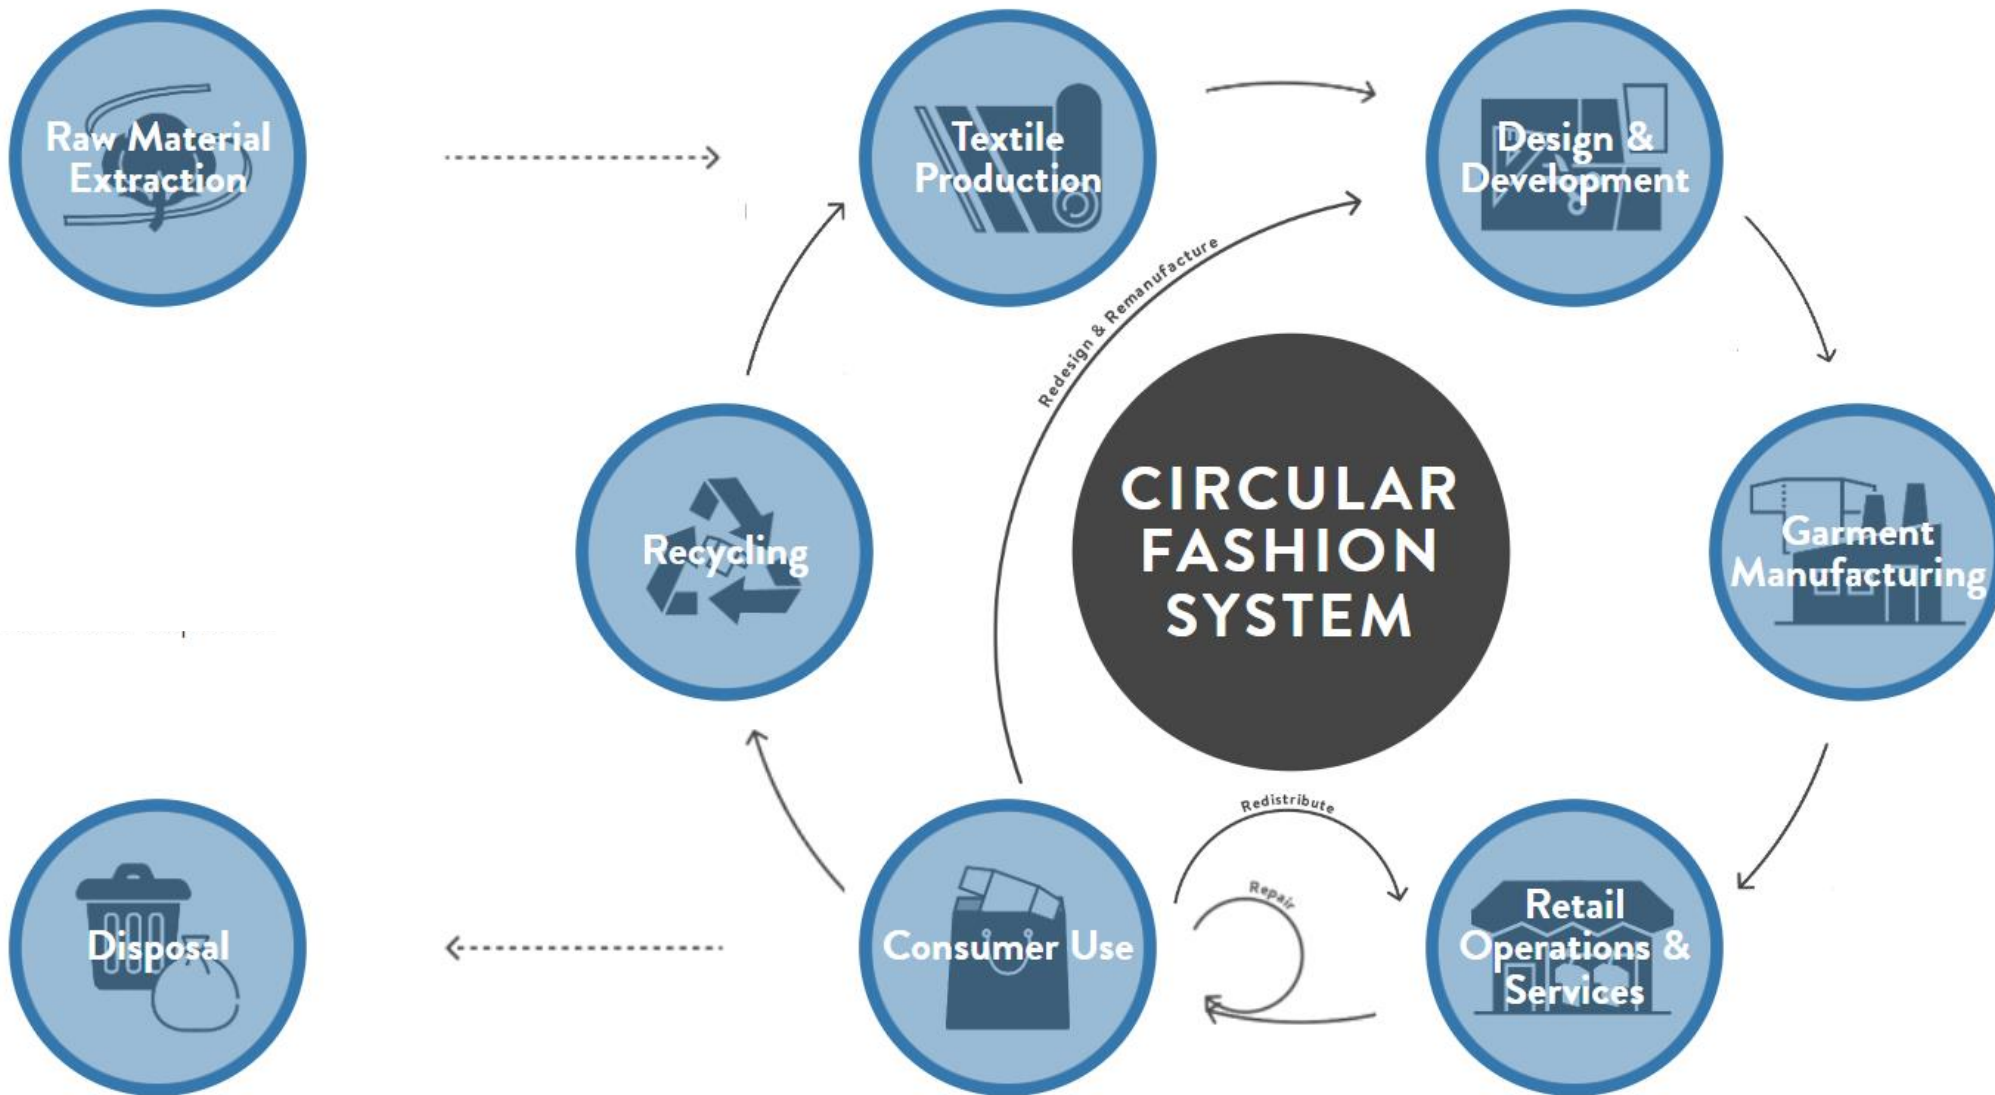 Raw Material
Extraction
Textile
Production
Design &
Development
Redesign & Remanufacture
CIRCULAR
FASHION
SYSTEM
Recycling
Garment
Manufacturing
Redistribute
Repair
Disposal
Consumer Use
Retail
Operations &
Services